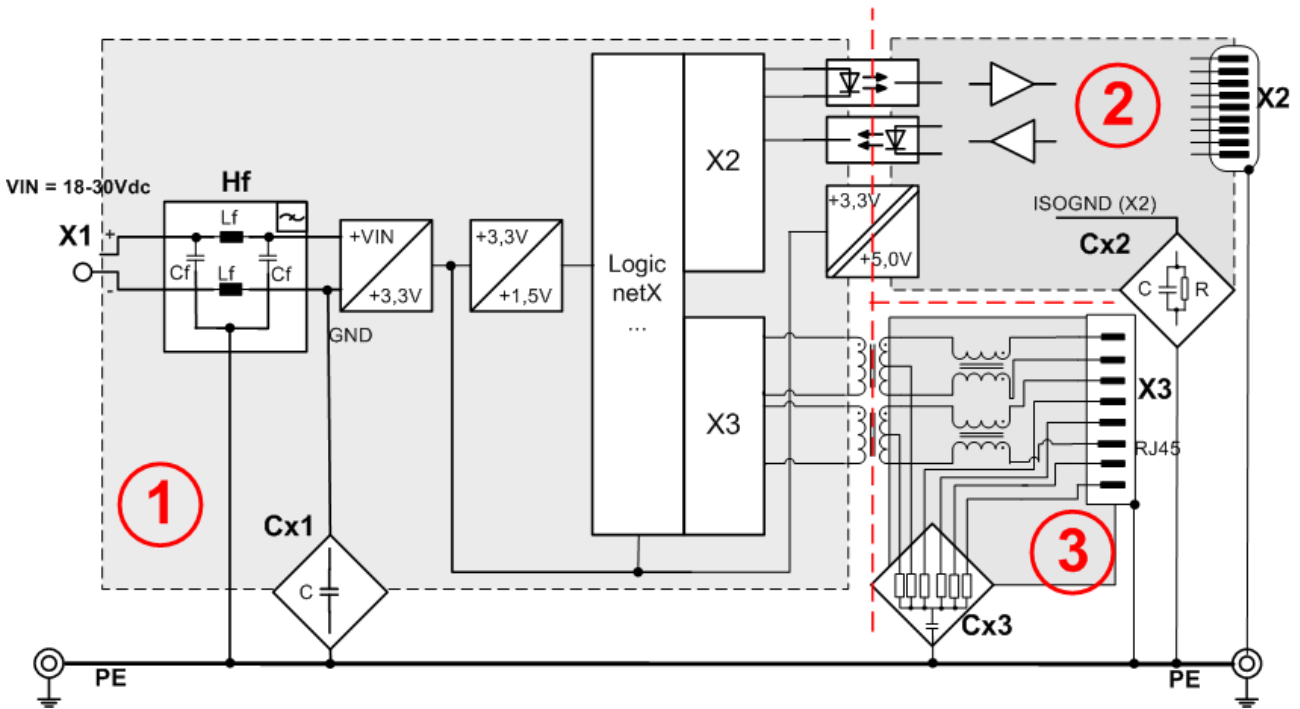 2
X2
VIN = 18-30Vdc
Hf
X1
+
-
Lf
Cf
Lf
Cf
+VIN
+3,3V
GND
+3,3V
+1,5V
Logic
netX
...
X2
X3
+3,3V
+5,0V
ISOGND (X2)
Cx2
C
R
X3
RJ45
1
Cx1
C
3
Cx3
PE
PE